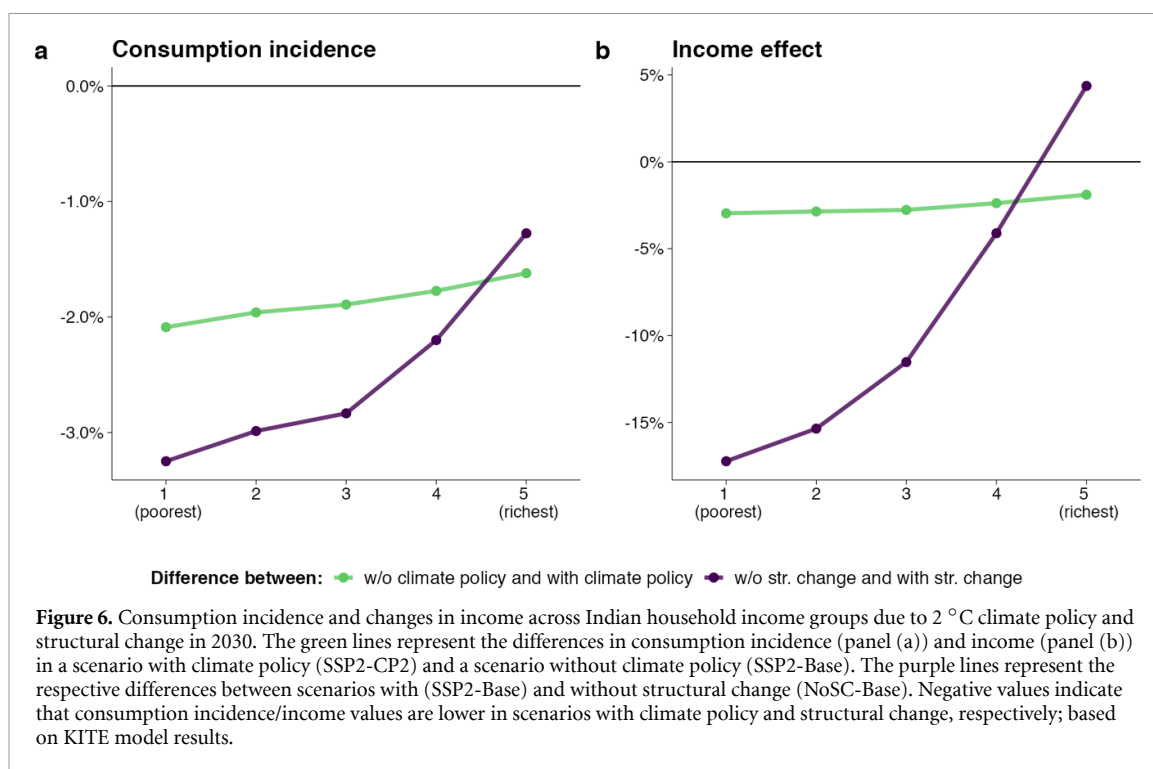 a Consumption incidence
0.0%
-1.0%
-2.0%
-3.0%
1 2 3 4 5
(poorest) (richest)
b Income effect
5%
0%
-5%
-10%
-15%
1 2 3 4 5
(poorest) (richest)
Difference between: w/o climate policy and with climate policy w/o str. change and with str. change
Figure 6. Consumption incidence and changes in income across Indian household income groups due to 2 °C climate policy and
structural change in 2030. The green lines represent the differences in consumption incidence (panel (a)) and income (panel (b))
in a scenario with climate policy (SSP2-CP2) and a scenario without climate policy (SSP2-Base). The purple lines represent the
respective differences between scenarios with (SSP2-Base) and without structural change (NoSC-Base). Negative values indicate
that consumption incidence/income values are lower in scenarios with climate policy and structural change, respectively; based
on KITE model results.